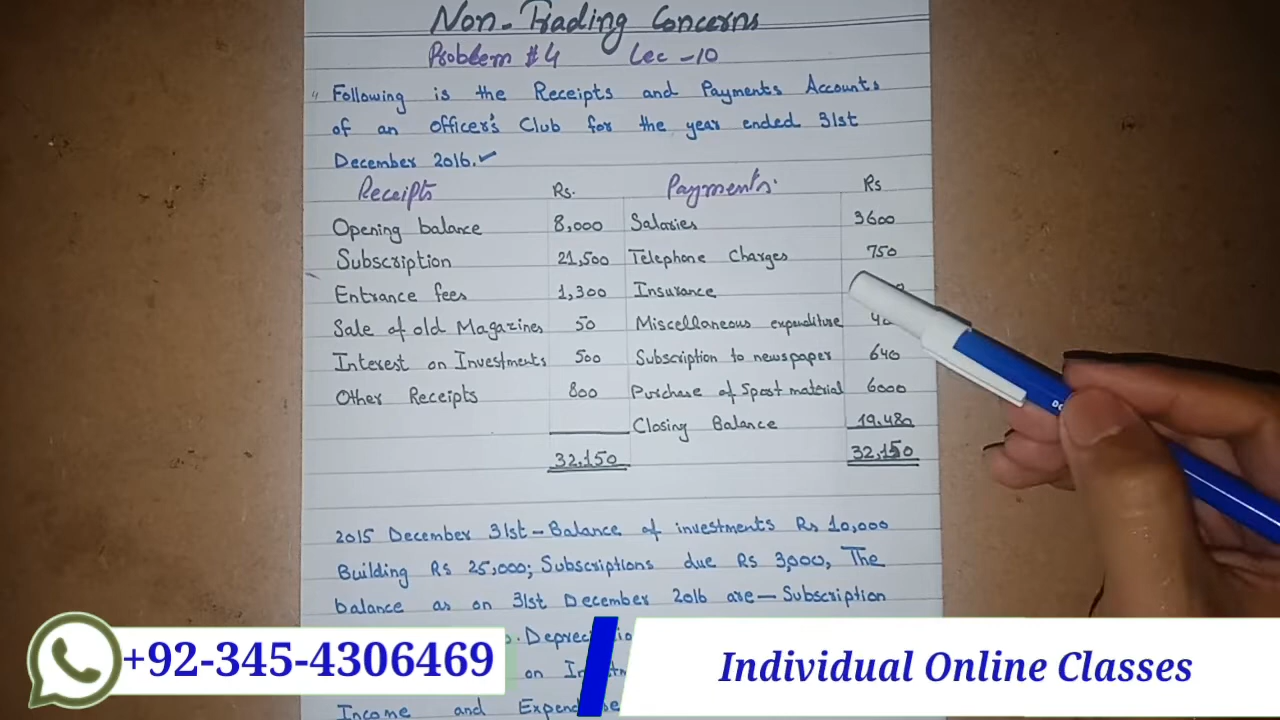 Non-Trading Concerns
Problem #4 Lec -10
Following is the Receipts and Payments Accounts
of an Officer's Club for the year ended 31st
December 2016.
Receipts Rs. Payments. Rs
Opening balance 8,000 Salaries 3600
Subscription 21,500 Telephone Charges 750
Entrance fees 1,300 Insurance
Sale of old Magazines 50 Miscellaneous expenditure
Interest on Investments 500 Subscription to newspaper 640
Other Receipts 800 Purchase of Sport material 6000
Closing Balance 19,480
32,150 32,150
2015 December 31st - Balance of investments Rs 10,000
Building Rs 25,000; Subscriptions due Rs 3,000, The
balance as on 31st December 2016 are - Subscription
on
Income and
+92-345-4306469
Individual Online Classes